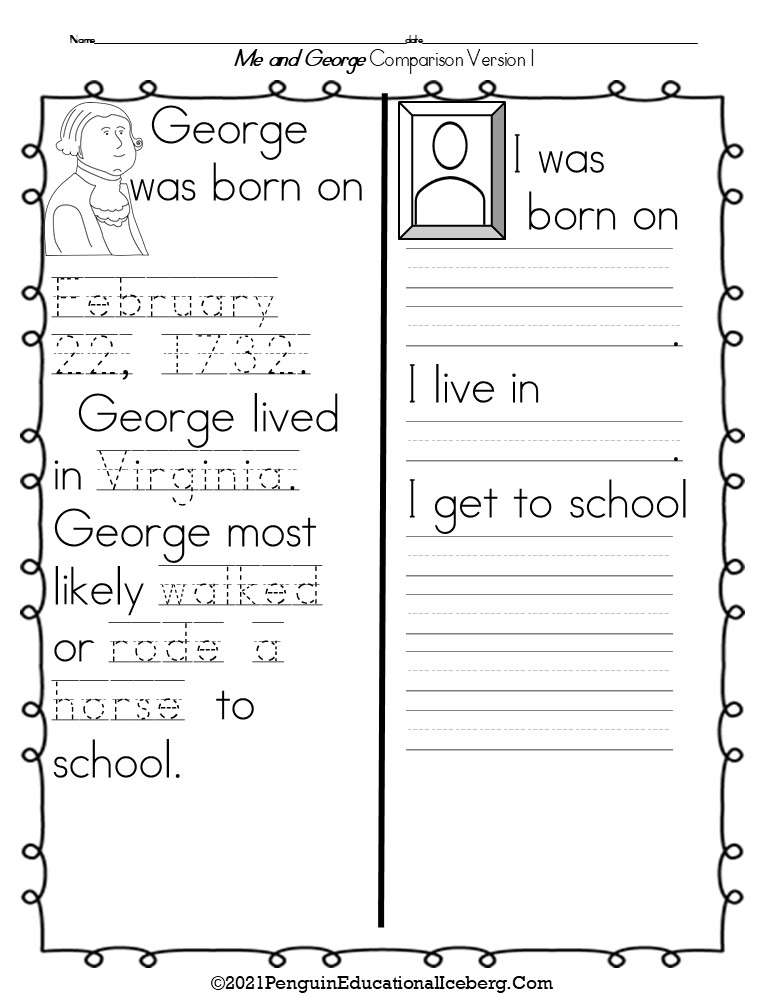 Name date
Me and George Comparison Version 1
George
was born on
February
22, 1732.
George lived
in Virginia.
George most
likely walked
or rode a
horse to
school.
I was
born on
.
I live in
.
I get to school
©2021PenguinEducationalIceberg.Com